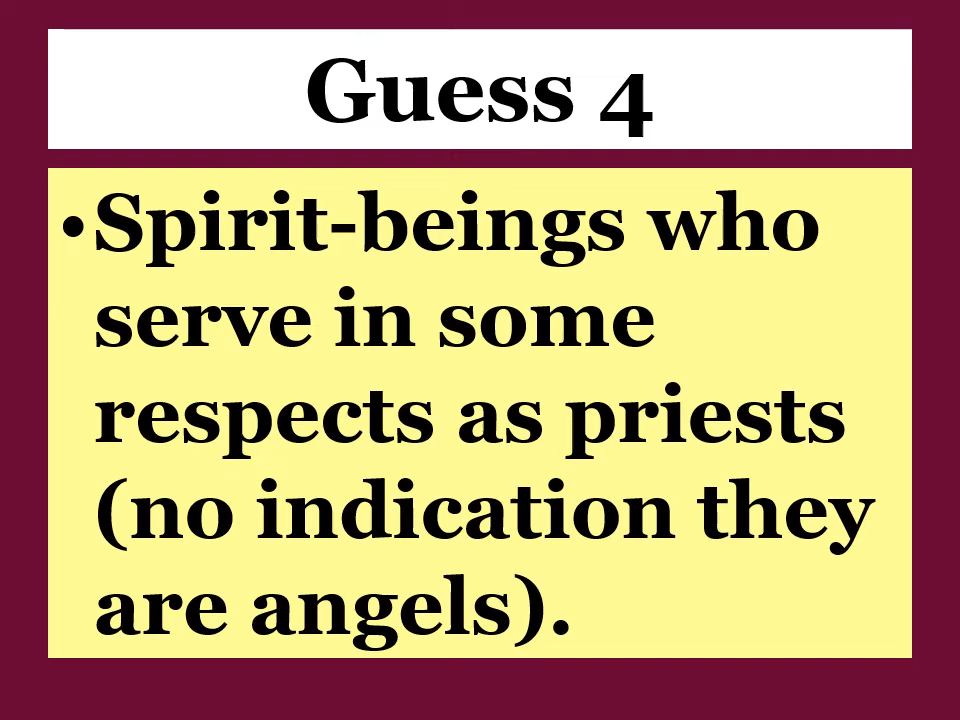 Guess 4
•Spirit-beings who
serve in some
respects as priests
(no indication they
are angels).